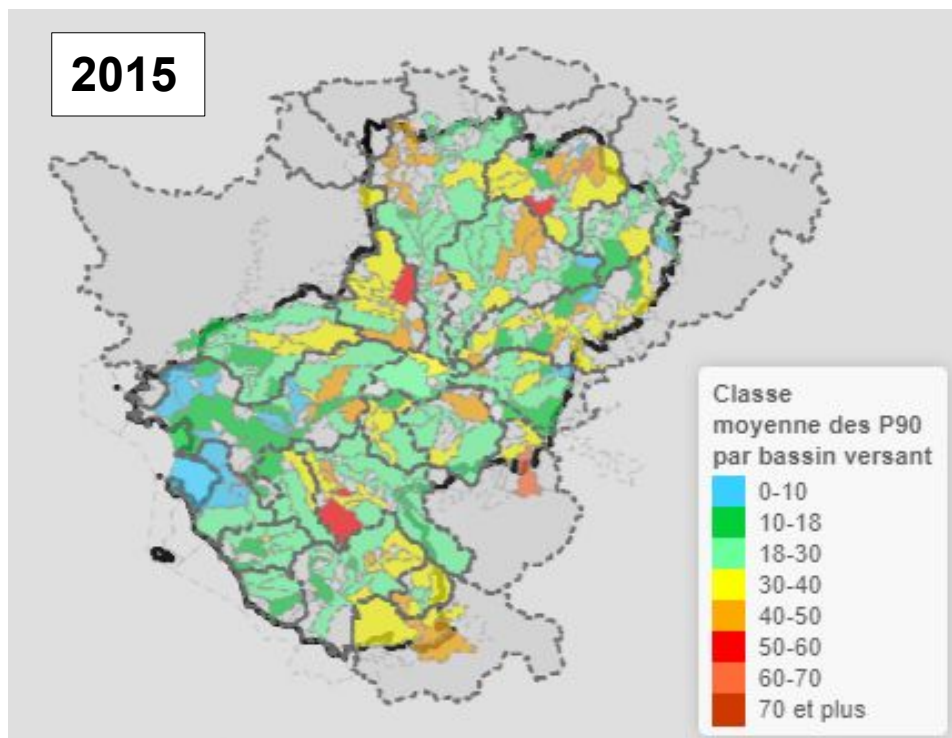 2015
Classe
moyenne des P90
par bassin versant
0-10
10-18
18-30
30-40
40-50
50-60
60-70
70 et plus